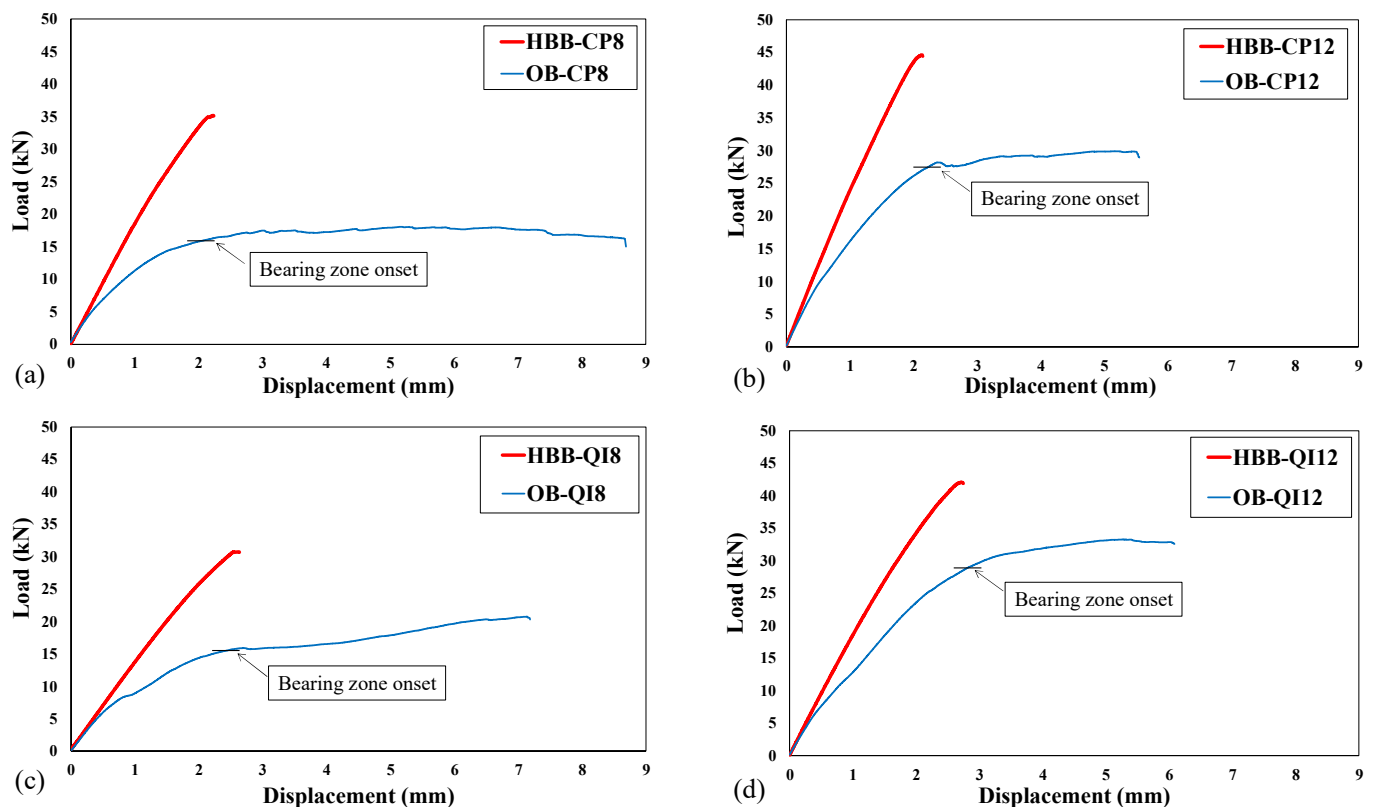 HBB-CP8
OB-CP8
Load (kN)
50
45
40
35
30
25
20
15
10
5
0
Bearing zone onset
0 1 2 3 4 5 6 7 8 9
Displacement (mm)
(a)
HBB-CP12
OB-CP12
Load (kN)
50
45
40
35
30
25
20
15
10
5
0
Bearing zone onset
0 1 2 3 4 5 6 7 8 9
Displacement (mm)
(b)
HBB-QI8
OB-QI8
Load (kN)
50
45
40
35
30
25
20
15
10
5
0
Bearing zone onset
0 1 2 3 4 5 6 7 8 9
Displacement (mm)
(c)
HBB-QI12
OB-QI12
Load (kN)
50
45
40
35
30
25
20
15
10
5
0
Bearing zone onset
0 1 2 3 4 5 6 7 8 9
Displacement (mm)
(d)